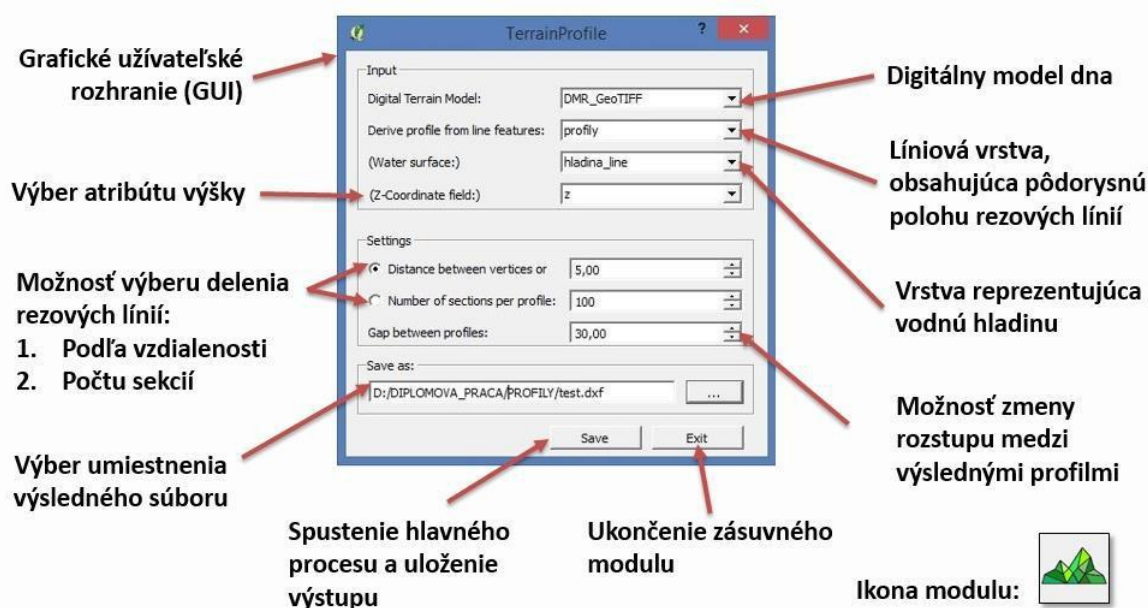 TerrainProfile ?
Input
Digital Terrain Model: DMR_GeoTIFF
Derive profile from line features: profily
(Water surface:) hladina_line
(Z-Coordinate field:) z
Settings
Distance between vertices or 5,00
Number of sections per profile: 100
Gap between profiles: 30,00
Save as:
D:/DIPLOMOVA_PRACA/PROFILY/test.dxf ...
Save Exit
Grafické užívateľské
rozhranie (GUI)
Výber atribútu výšky
Možnosť výberu delenia
rezových línií:
1. Podľa vzdialenosti
2. Počtu sekcií
Výber umiestnenia
výsledného súboru
Spustenie hlavného
procesu a uloženie
výstupu
Ukončenie zásuvného
modulu
Digitálny model dna
Líniová vrstva,
obsahujúca pôdorysnú
polohu rezových línií
Vrstva reprezentujúca
vodnú hladinu
Možnosť zmeny
rozstupu medzi
výslednými profilmi
Ikona modulu: